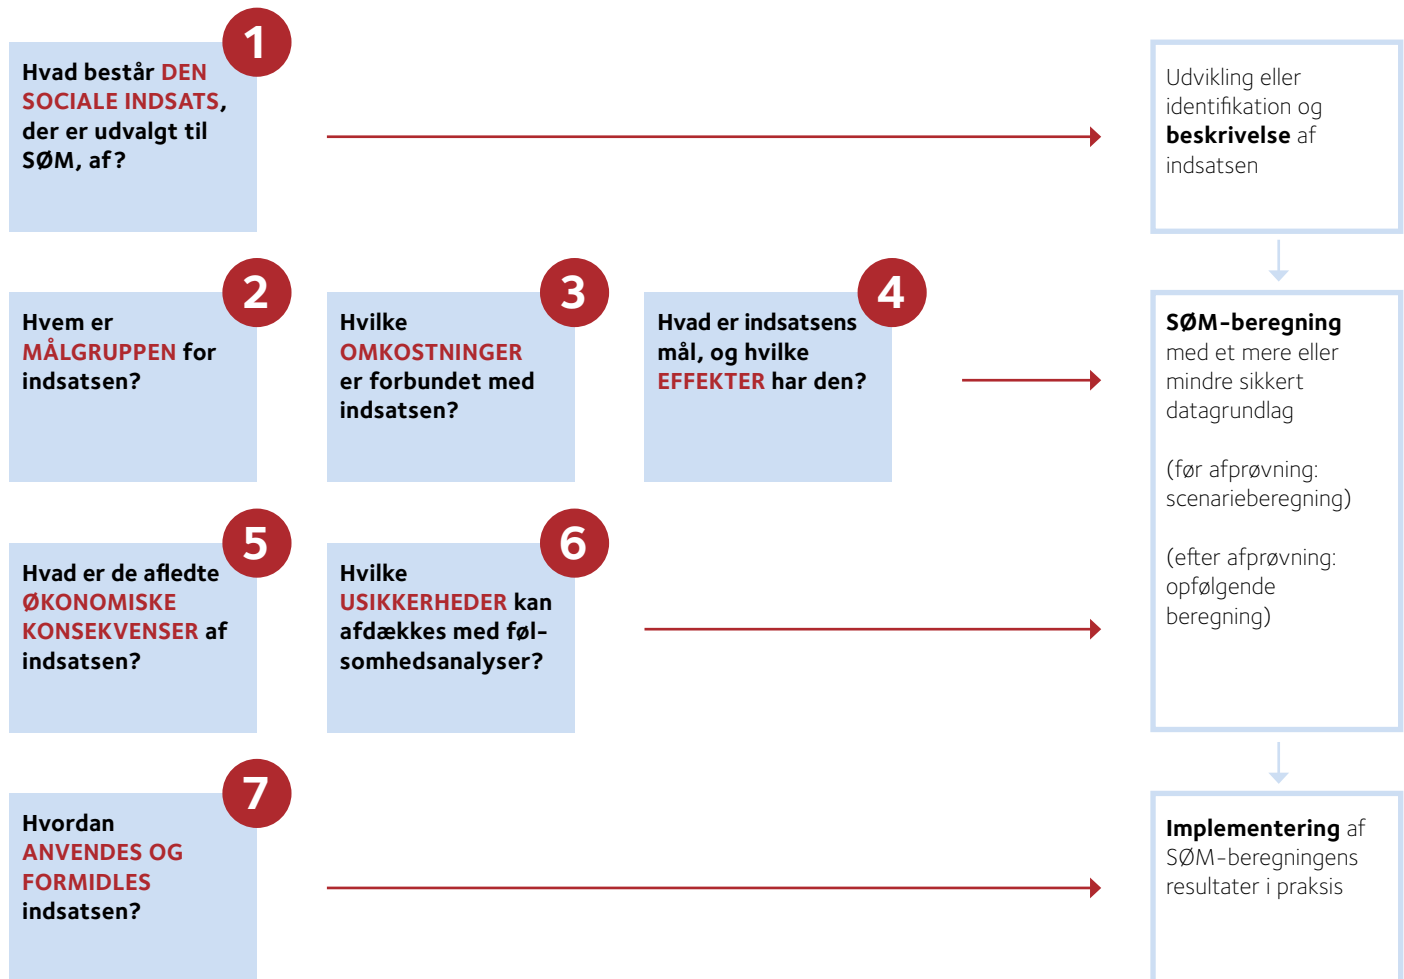 1
Hvad består DEN
SOCIALE INDSATS,
der er udvalgt til
SØM, af?
Udvikling eller
identifikation og
beskrivelse af
indsatsen
2
Hvem er
MÅLGRUPPEN for
indsatsen?
3
Hvilke
OMKOSTNINGER
er forbundet med
indsatsen?
4
Hvad er indsatsens
mål, og hvilke
EFFEKTER har den?
SØM-beregning
med et mere eller
mindre sikkert
datagrundlag
(før afprøvning:
scenarieberegning)
(efter afprøvning:
opfølgende
beregning)
5
Hvad er de afledte
ØKONOMISKE
KONSEKVENSER af
indsatsen?
6
Hvilke
USIKKERHEDER kan
afdækkes med føl-
somhedsanalyser?
7
Hvordan
ANVENDES OG
FORMIDLES
indsatsen?
Implementering af
SØM-beregningens
resultater i praksis